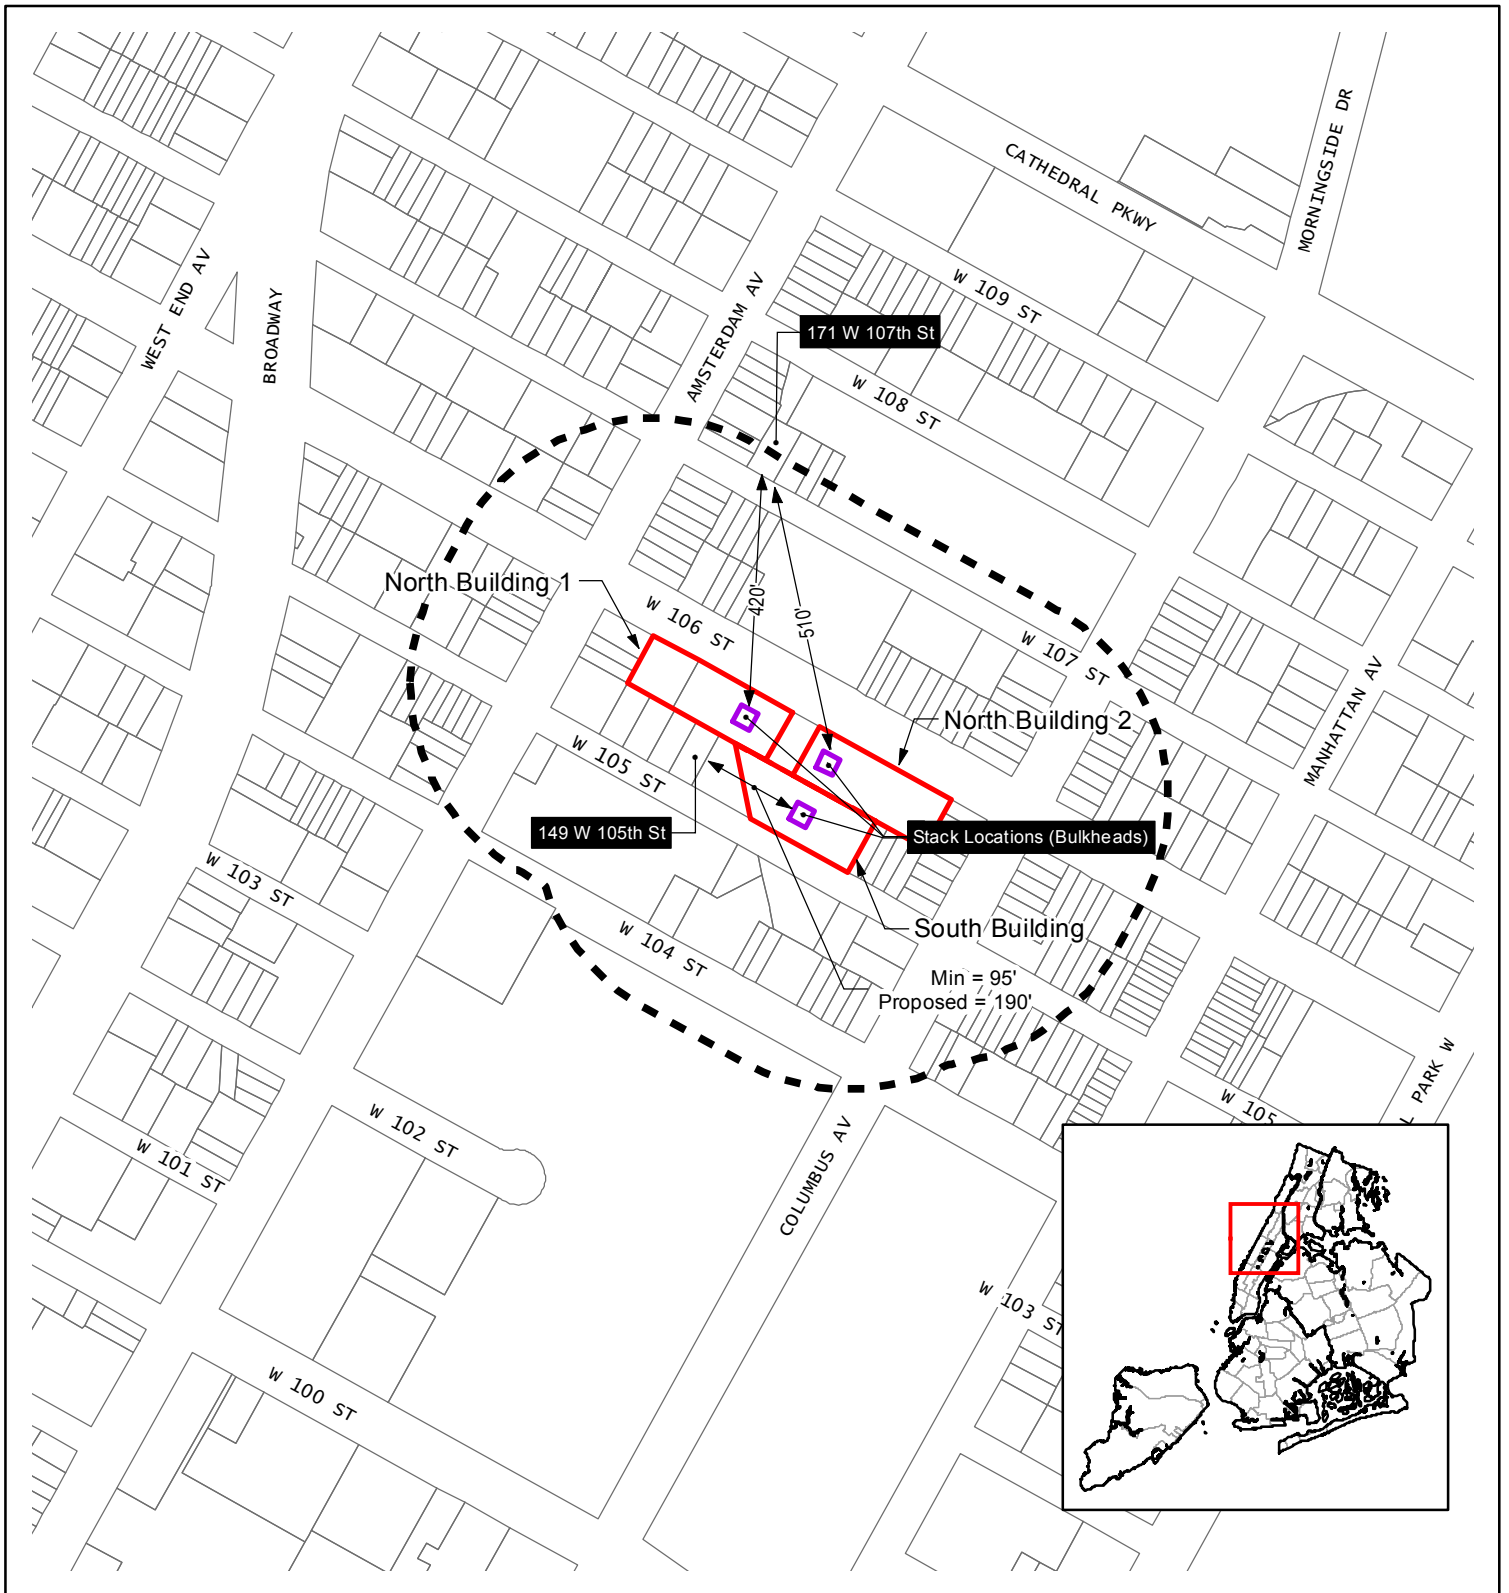 MORNINGSIDE DR
CATHEDRAL PKWY
WEST END AV
BROADWAY
AMSTERDAM AV
W 109 ST
171 W 107th St
W 108 ST
North Building 1
420'
510'
W 106 ST
W 107 ST
MANHATTAN AV
North Building 2
W 105 ST
149 W 105th St
Stack Locations (Bulkheads)
W 103 ST
South Building
W 104 ST
Min = 95'
Proposed = 190'
L PARK W
W 105
W 102 ST
W 101 ST
COLUMBUS AV
W 103 ST
W 100 ST